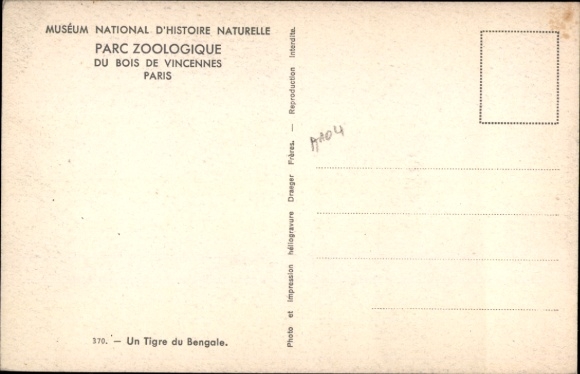 MUSÉUM NATIONAL D'HISTOIRE NATURELLE
PARC ZOOLOGIQUE
DU BOIS DE VINCENNES
PARIS
370. — Un Tigre du Bengale.
Photo et Impression héliogravure Draeger Frères. — Reproduction Interdite.